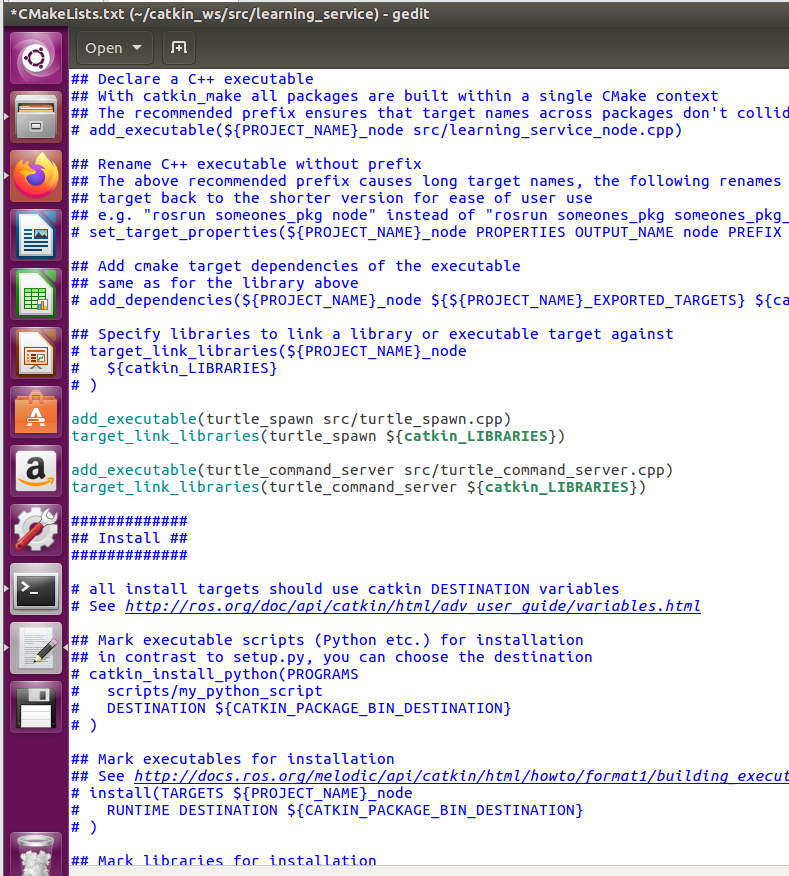 *CMakeLists.txt (~/catkin_ws/src/learning_service) - gedit
Open
## Declare a C++ executable
## With catkin_make all packages are built within a single CMake context
## The recommended prefix ensures that target names across packages don't collid
# add_executable(${PROJECT_NAME}_node src/learning_service_node.cpp)
## Rename C++ executable without prefix
## The above recommended prefix causes long target names, the following renames
## target back to the shorter version for ease of user use
## e.g. "rosrun someones_pkg node" instead of "rosrun someones_pkg someones_pkg_
# set_target_properties(${PROJECT_NAME}_node PROPERTIES OUTPUT_NAME node PREFIX
## Add cmake target dependencies of the executable
## same as for the library above
# add_dependencies(${PROJECT_NAME}_node ${${PROJECT_NAME}_EXPORTED_TARGETS} ${ca
## Specify libraries to link a library or executable target against
# target_link_libraries(${PROJECT_NAME}_node
#   ${catkin_LIBRARIES}
# )
add_executable(turtle_spawn src/turtle_spawn.cpp)
target_link_libraries(turtle_spawn ${catkin_LIBRARIES})
add_executable(turtle_command_server src/turtle_command_server.cpp)
target_link_libraries(turtle_command_server ${catkin_LIBRARIES})
#############
## Install ##
#############
# all install targets should use catkin DESTINATION variables
# See http://ros.org/doc/api/catkin/html/adv_user_guide/variables.html
## Mark executable scripts (Python etc.) for installation
## in contrast to setup.py, you can choose the destination
# catkin_install_python(PROGRAMS
#   scripts/my_python_script
#   DESTINATION ${CATKIN_PACKAGE_BIN_DESTINATION}
# )
## Mark executables for installation
## See http://docs.ros.org/melodic/api/catkin/html/howto/format1/building_execut
# install(TARGETS ${PROJECT_NAME}_node
#   RUNTIME DESTINATION ${CATKIN_PACKAGE_BIN_DESTINATION}
# )
## Mark libraries for installation